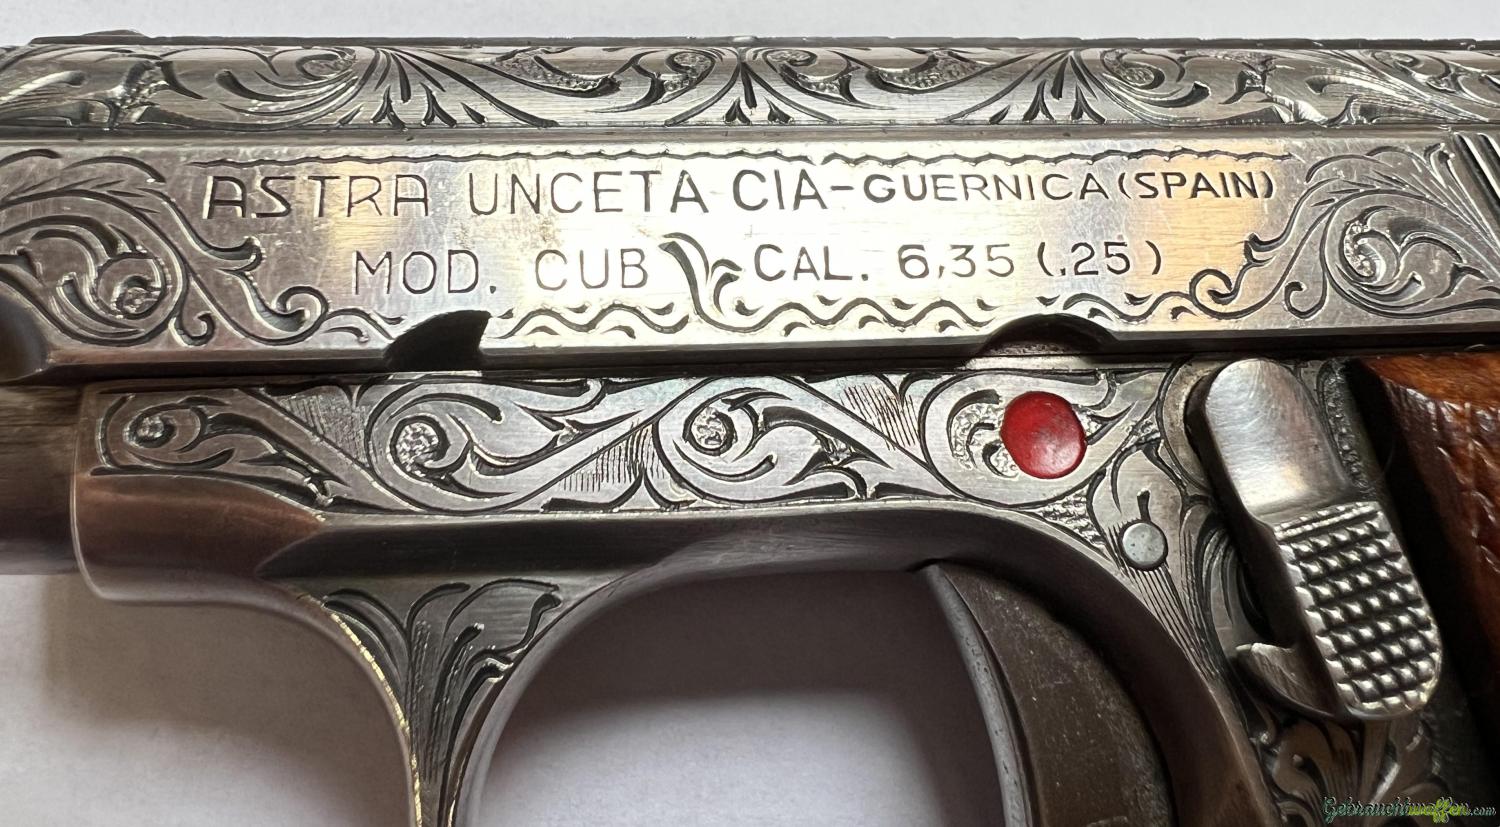 ASTRA UNCETA CIA-GUERNICA (SPAIN)
MOD. CUB CAL. 6,35 (.25)
Gebrauchtwaffen.com